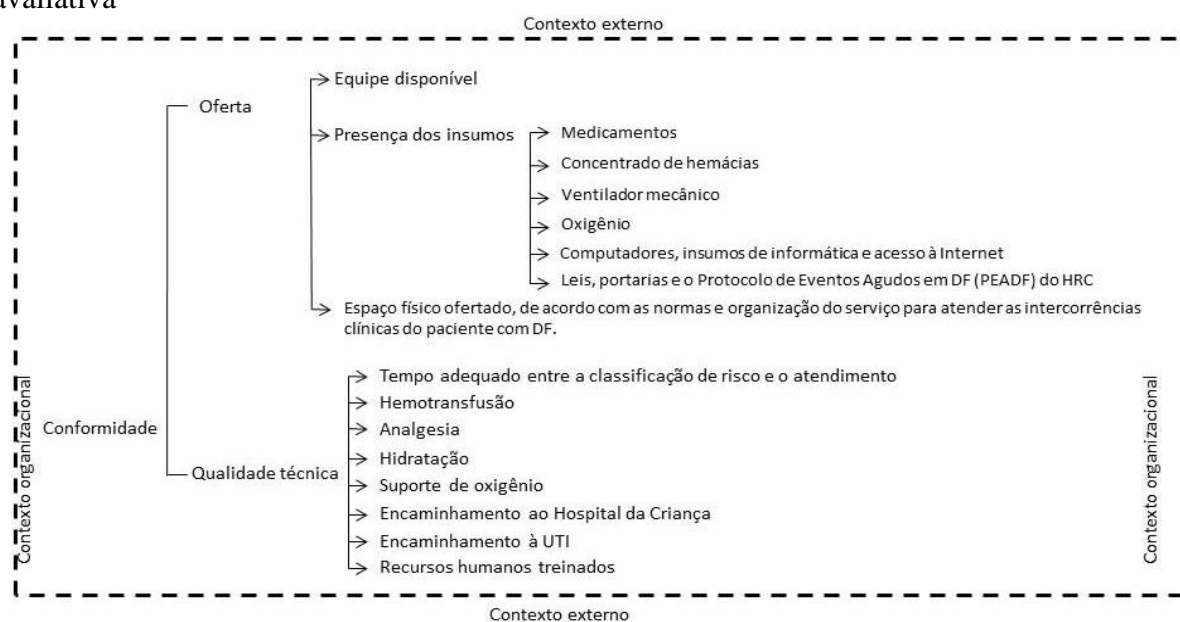 avaliativa
Contexto externo
Oferta
Equipe disponível
Presença dos insumos
Medicamentos
Concentrado de hemácias
Ventilador mecânico
Oxigênio
Computadores, insumos de informática e acesso à Internet
Leis, portarias e o Protocolo de Eventos Agudos em DF (PEADF) do HRC
Espaço físico ofertado, de acordo com as normas e organização do serviço para atender as intercorrências
clínicas do paciente com DF.
Contexto organizacional
Conformidade
Qualidade técnica
Tempo adequado entre a classificação de risco e o atendimento
Hemotransfusão
Analgesia
Hidratação
Suporte de oxigênio
Encaminhamento ao Hospital da Criança
Encaminhamento à UTI
Recursos humanos treinados
Contexto organizacional
Contexto externo